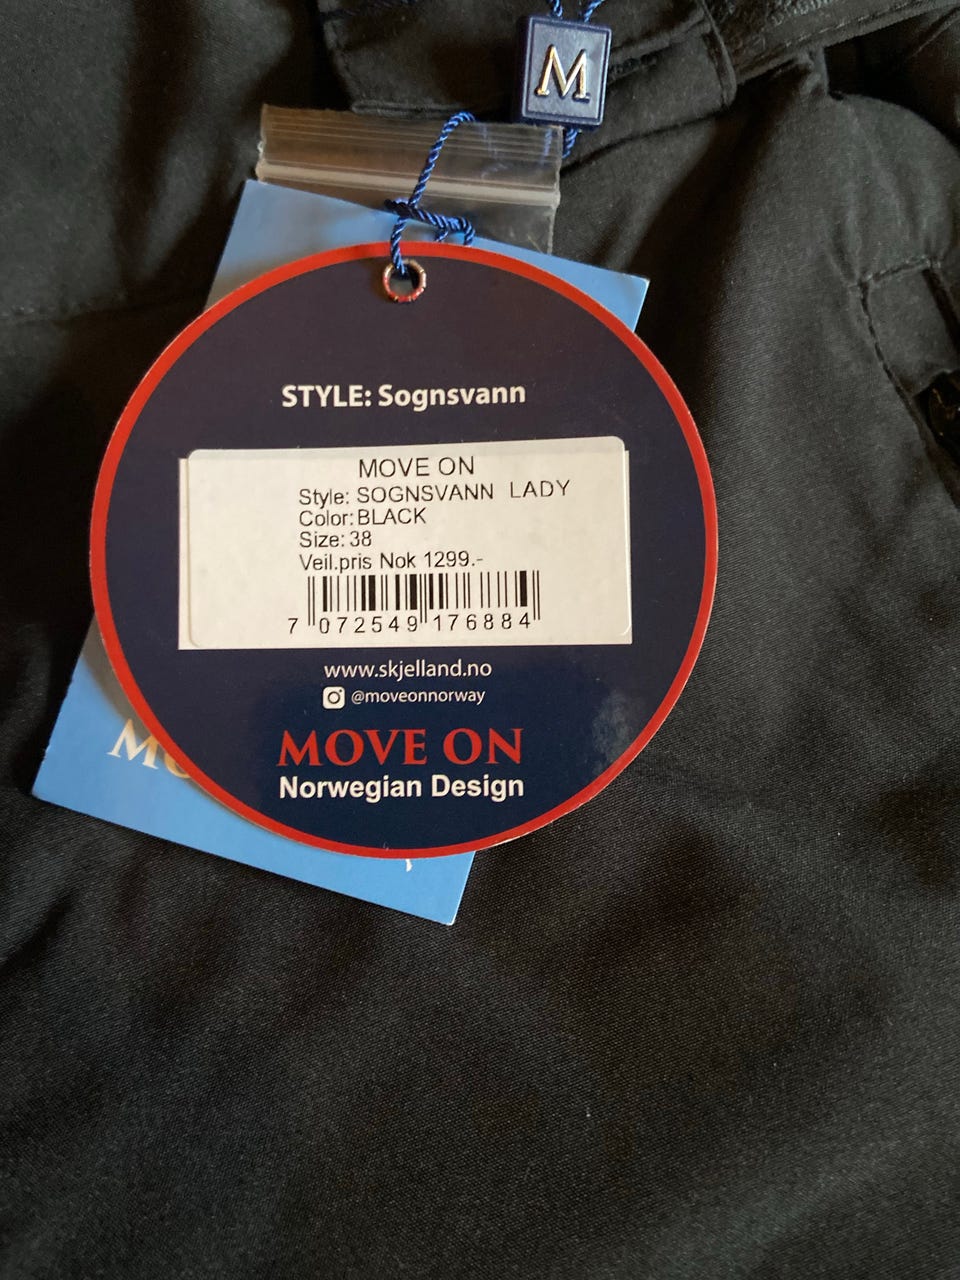 M
STYLE: Sognsvann
MOVE ON
Style: SOGNSVANN LADY
Color: BLACK
Size: 38
Veil.pris Nok 1299.-
7 072549 176884
www.skjelland.no
@moveonnorway
MOVE ON
Norwegian Design